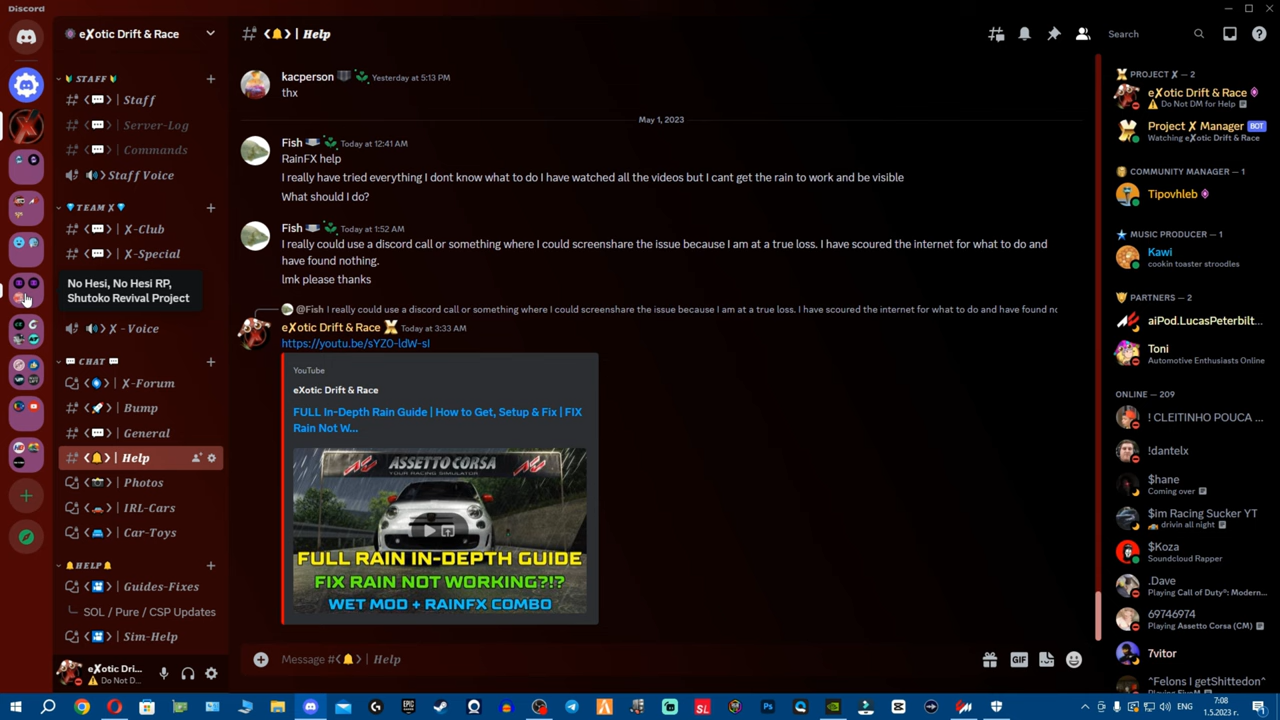 Discord
eXotic Drift & Race
STAFF
Staff
Server-Log
Commands
Staff Voice
TEAM X
X-Club
X-Special
No Hesi, No Hesi RP,
Shutoko Revival Project
X - Voice
CHAT
X-Forum
Bump
General
Help
Photos
IRL-Cars
Car-Toys
HELP
Guides-Fixes
SOL / Pure / CSP Updates
Sim-Help
eXotic Dri...
Do Not D...
Help
Search
kacperson Yesterday at 5:13 PM
thx
May 1, 2023
Fish Today at 12:41 AM
RainFX help
I really have tried everything I dont know what to do I have watched all the videos but I cant get the rain to work and be visible
What should I do?
Fish Today at 1:52 AM
I really could use a discord call or something where I could screenshare the issue because I am at a true loss. I have scoured the internet for what to do and
have found nothing.
lmk please thanks
@Fish I really could use a discord call or something where I could screenshare the issue because I am at a true loss. I have scoured the internet for what to do and have found no
eXotic Drift & Race Today at 3:33 AM
https://youtu.be/sYZ0-ldW-sI
YouTube
eXotic Drift & Race
FULL In-Depth Rain Guide | How to Get, Setup & Fix | FIX
Rain Not W...
ASSETTO CORSA
YOUR RACING SIMULATOR
FULL RAIN IN-DEPTH GUIDE
FIX RAIN NOT WORKING?!?
WET MOD + RAINFX COMBO
Message #< > | Help
GIF
PROJECT X — 2
eXotic Drift & Race
Do Not DM for Help
Project X Manager BOT
Watching eXotic Drift & Race
COMMUNITY MANAGER — 1
Tipovhleb
MUSIC PRODUCER — 1
Kawi
cookin toaster stroodles
PARTNERS — 2
aiPod.LucasPeterbilt...
Toni
Automotive Enthusiasts Online
ONLINE — 209
! CLEITINHO POUCA ...
!dantelx
$hane
Coming over
$im Racing Sucker YT
drivin all night
$Koza
Soundcloud Rapper
.Dave
Playing Call of Duty®: Modern...
69746974
Playing Assetto Corsa (CM)
7vitor
^Felons I getShittedon^
ЕНГ
7:08
1.5.2023 г.